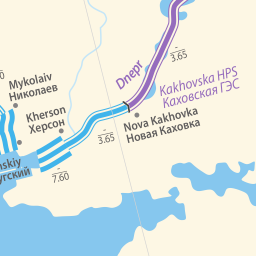 Mykolaiv
Николаев
Kherson
Херсон
Dnepr
-
3.65
Kakhovska HPS
Каховская ГЭС
Nova Kakhovka
Новая Каховка
-
3.65
-
7.60